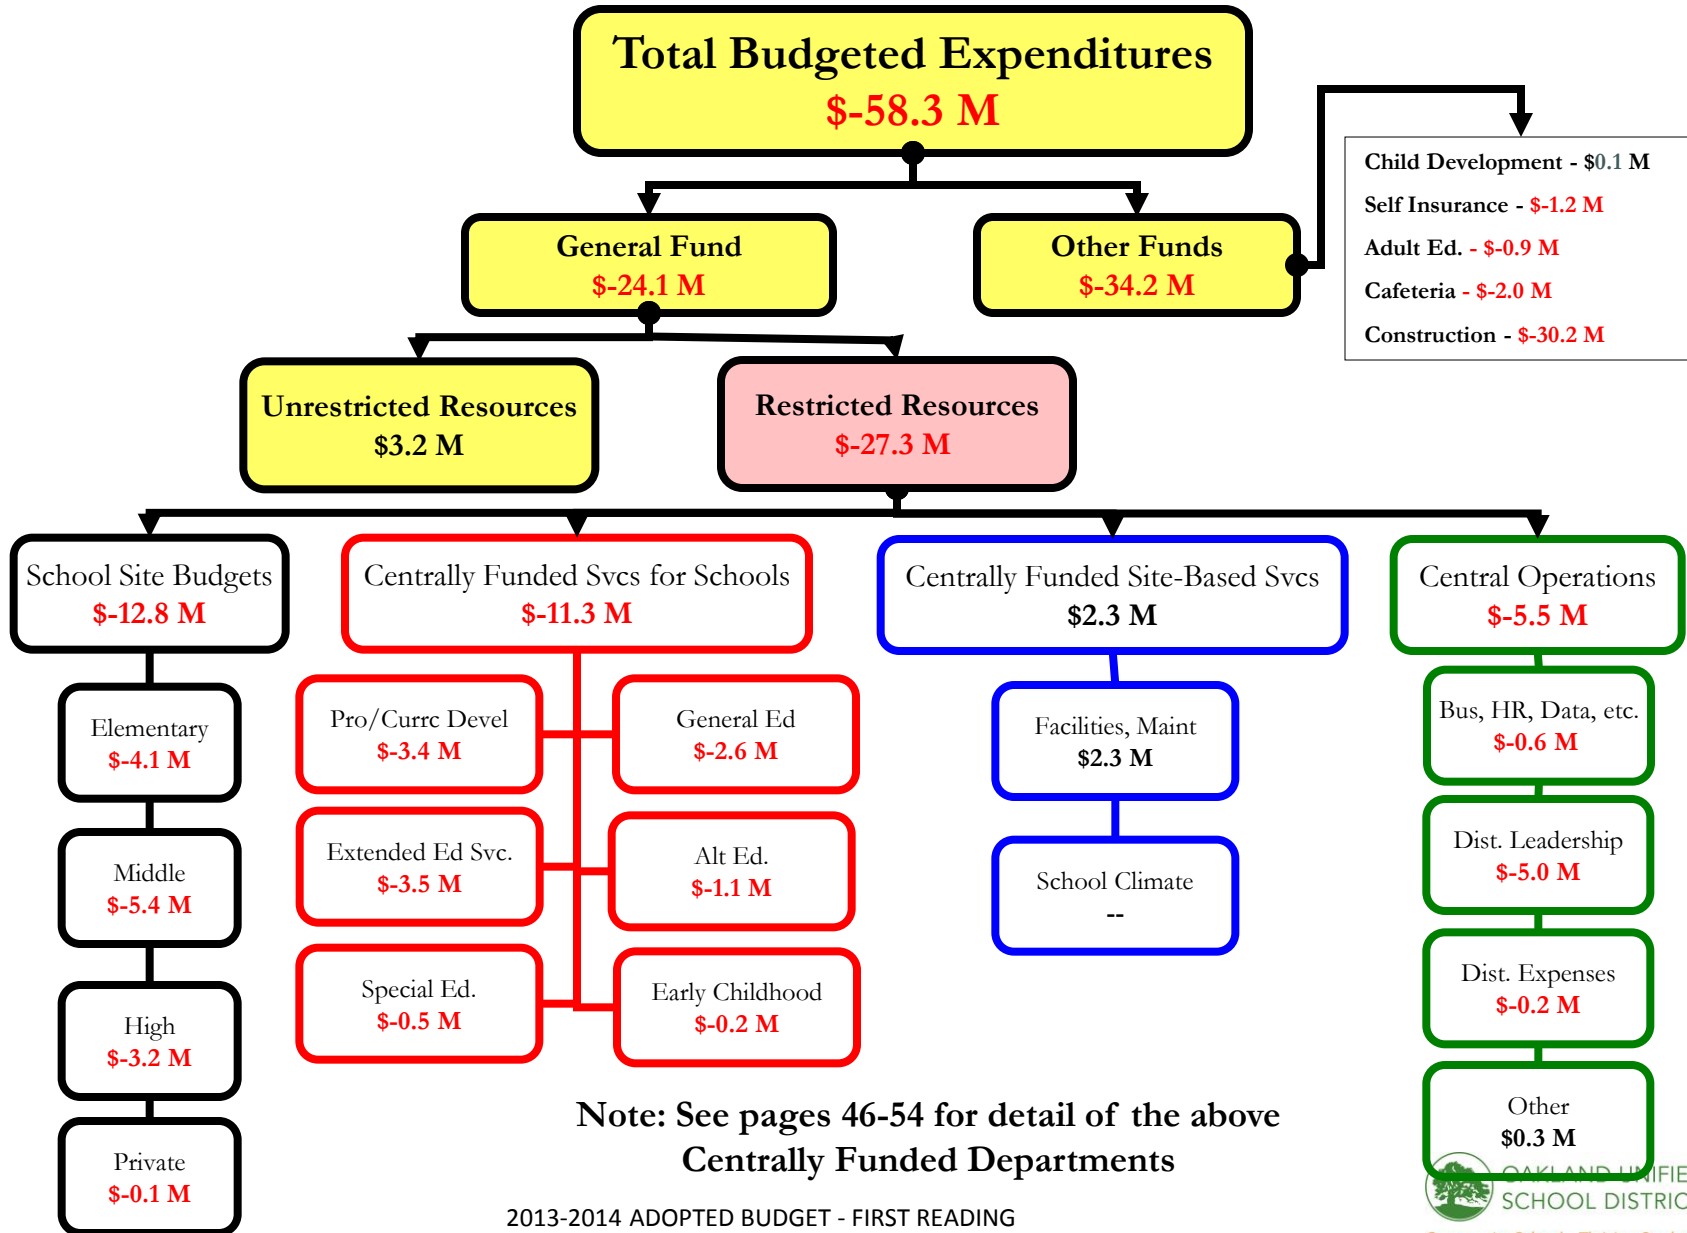 Total Budgeted Expenditures
$-58.3 M
Child Development - $0.1 M
Self Insurance - $-1.2 M
Adult Ed. - $-0.9 M
Cafeteria - $-2.0 M
Construction - $-30.2 M
General Fund
$-24.1 M
Other Funds
$-34.2 M
Unrestricted Resources
$3.2 M
Restricted Resources
$-27.3 M
School Site Budgets
$-12.8 M
Centrally Funded Svcs for Schools
$-11.3 M
Centrally Funded Site-Based Svcs
$2.3 M
Central Operations
$-5.5 M
Elementary
$-4.1 M
Middle
$-5.4 M
High
$-3.2 M
Private
$-0.1 M
Pro/Currc Devel
$-3.4 M
General Ed
$-2.6 M
Extended Ed Svc.
$-3.5 M
Alt Ed.
$-1.1 M
Special Ed.
$-0.5 M
Early Childhood
$-0.2 M
Facilities, Maint
$2.3 M
School Climate
--
Bus, HR, Data, etc.
$-0.6 M
Dist. Leadership
$-5.0 M
Dist. Expenses
$-0.2 M
Other
$0.3 M
Note: See pages 46-54 for detail of the above
Centrally Funded Departments
2013-2014 ADOPTED BUDGET - FIRST READING
OAKLAND UNIFIE
SCHOOL DISTRIC